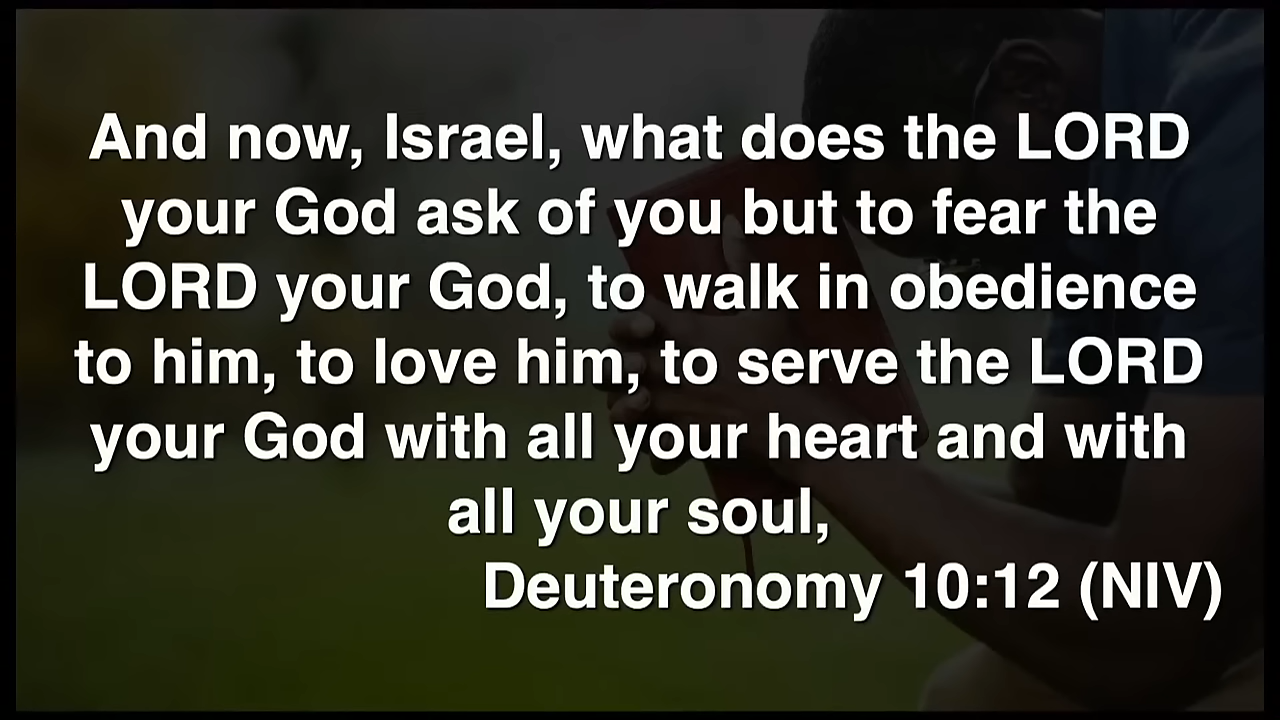 And now, Israel, what does the LORD
your God ask of you but to fear the
LORD your God, to walk in obedience
to him, to love him, to serve the LORD
your God with all your heart and with
all your soul,
Deuteronomy 10:12 (NIV)